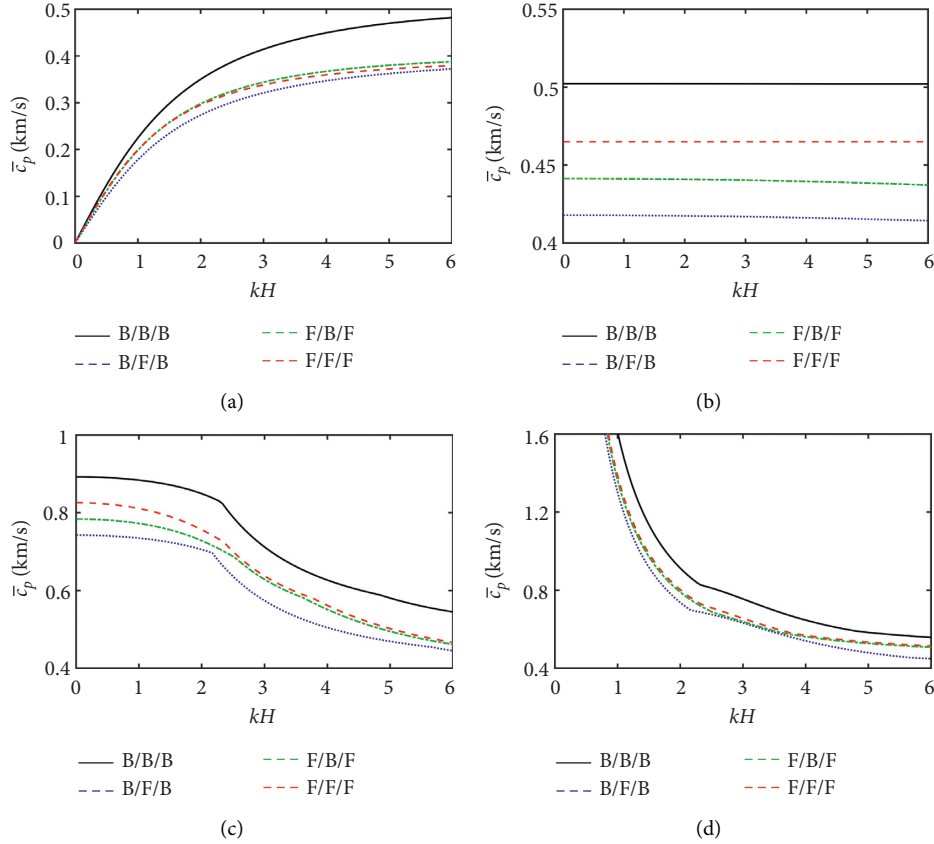 0.5
0.4
0.3
0.2
0.1
0
c̅p (km/s)
0 1 2 3 4 5 6
kH
B/B/B F/B/F
B/F/B F/F/F
(a)
0.55
0.5
0.45
0.4
c̅p (km/s)
0 1 2 3 4 5 6
kH
B/B/B F/B/F
B/F/B F/F/F
(b)
1
0.8
0.6
0.4
c̅p (km/s)
0 1 2 3 4 5 6
kH
B/B/B F/B/F
B/F/B F/F/F
(c)
1.6
1.2
0.8
0.4
c̅p (km/s)
0 1 2 3 4 5 6
kH
B/B/B F/B/F
B/F/B F/F/F
(d)